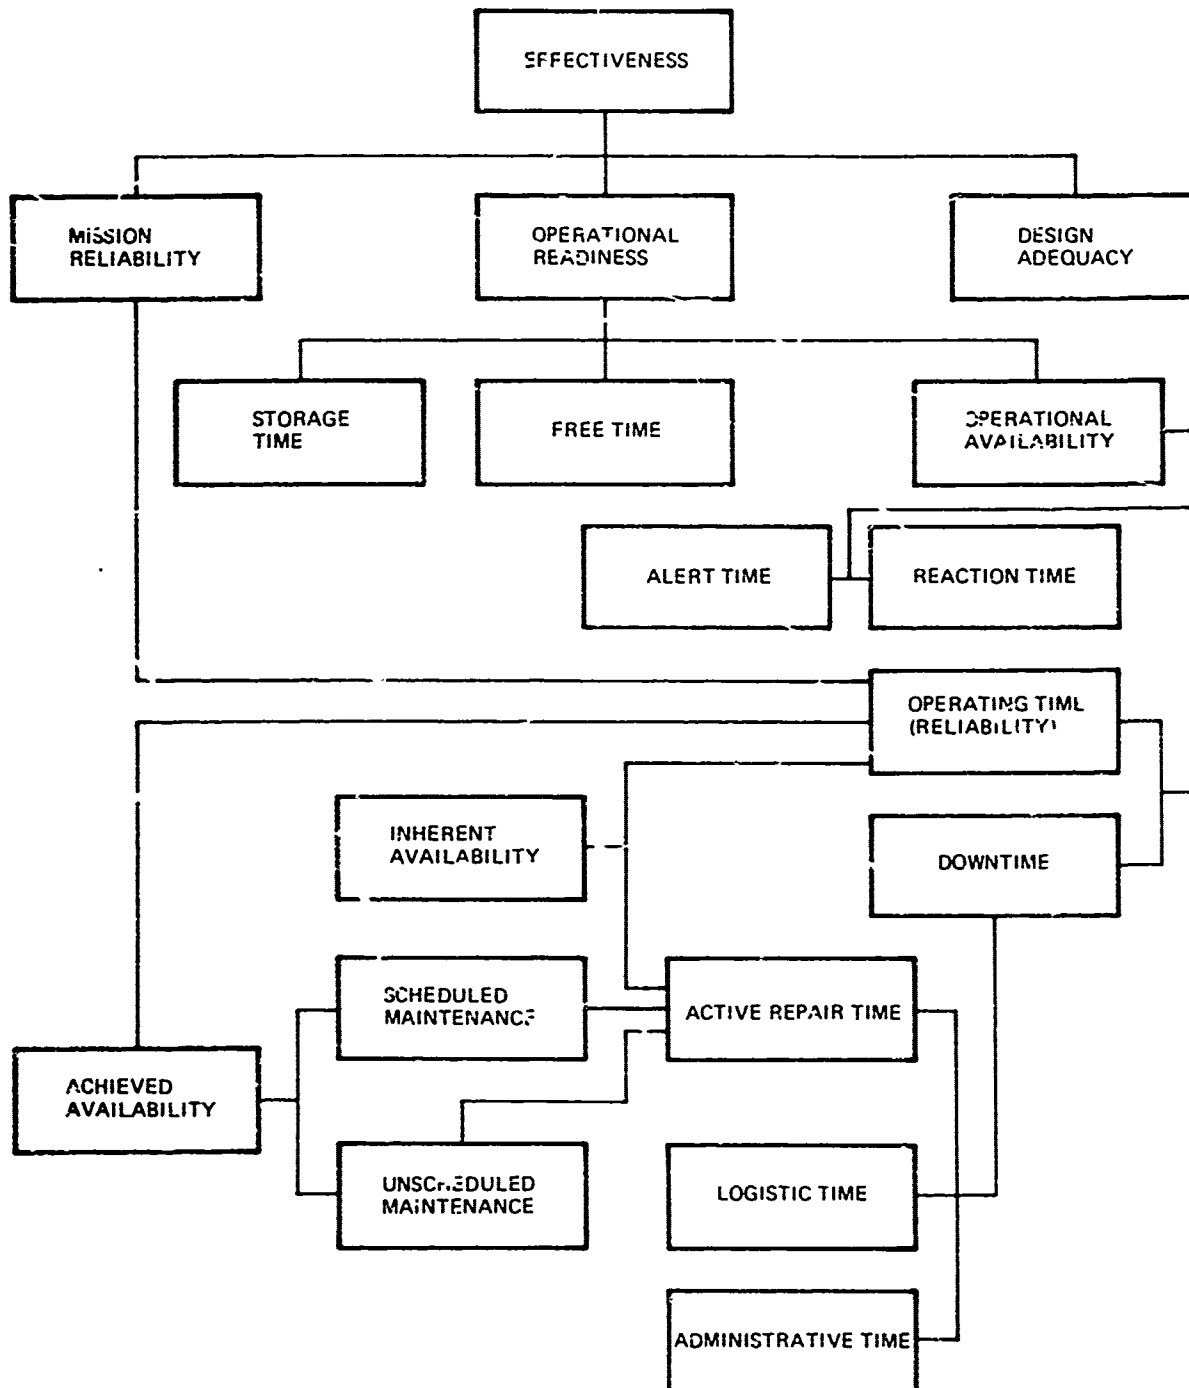 EFFECTIVENESS
MISSION
RELIABILITY
OPERATIONAL
READINESS
DESIGN
ADEQUACY
STORAGE
TIME
FREE TIME
OPERATIONAL
AVAILABILITY
ALERT TIME
REACTION TIME
OPERATING TIME
(RELIABILITY)
INHERENT
AVAILABILITY
DOWNTIME
SCHEDULED
MAINTENANCE
ACTIVE REPAIR TIME
ACHIEVED
AVAILABILITY
UNSCHEDULED
MAINTENANCE
LOGISTIC TIME
ADMINISTRATIVE TIME